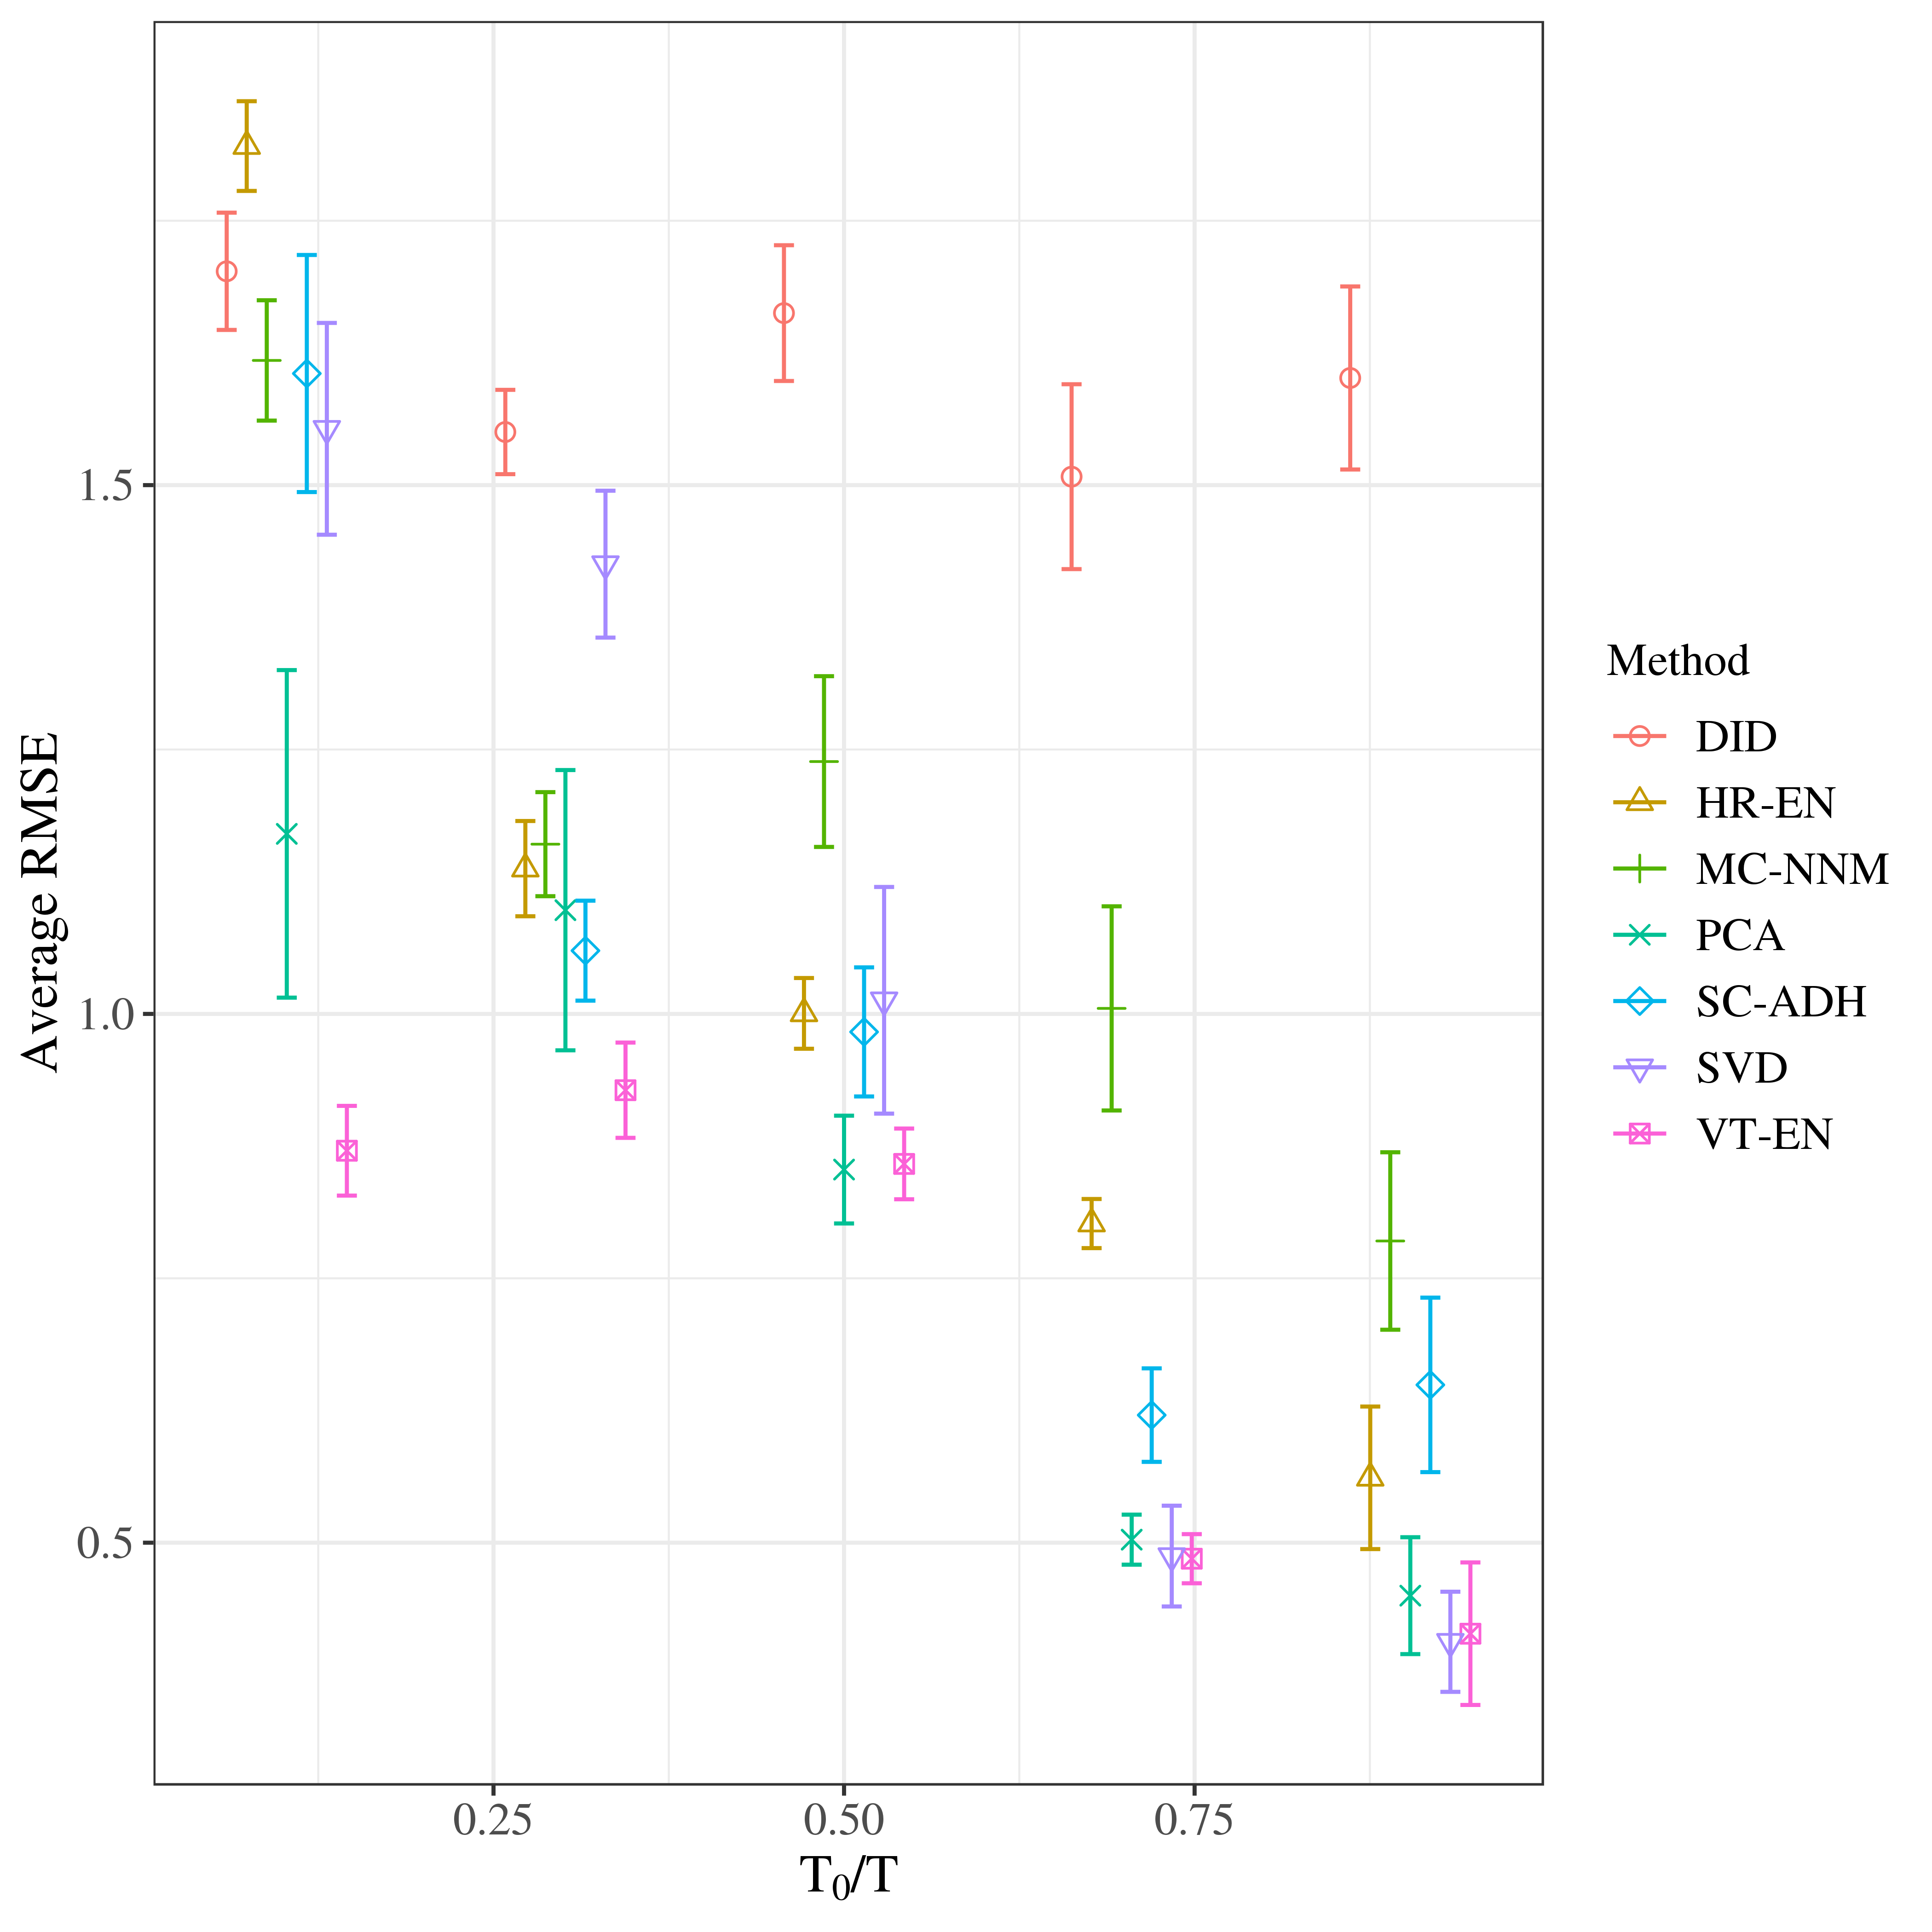 1.5
1.0
0.5
Average RMSE
0.25
0.50
0.75
T₀/T
Method
DID
HR-EN
MC-NNM
PCA
SC-ADH
SVD
VT-EN